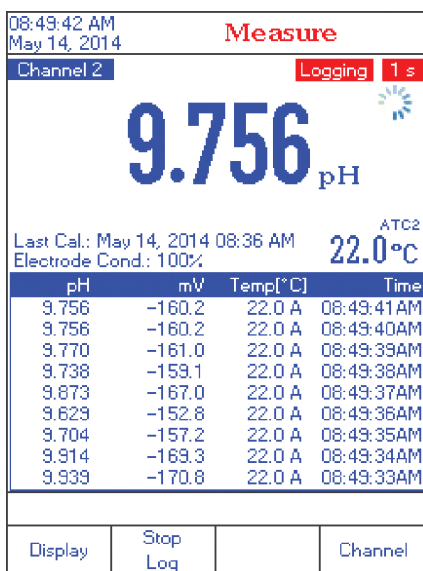 08:49:42 AM
May 14, 2014
Measure
Channel 2
Logging 1 s
9.756 pH
ATC2
Last Cal.: May 14, 2014 08:36 AM
22.0°C
Electrode Cond.: 100%
pH mV Temp[°C] Time
9.756 -160.2 22.0 A 08:49:41AM
9.756 -160.2 22.0 A 08:49:40AM
9.770 -161.0 22.0 A 08:49:39AM
9.738 -159.1 22.0 A 08:49:38AM
9.873 -167.0 22.0 A 08:49:37AM
9.629 -152.8 22.0 A 08:49:36AM
9.704 -157.2 22.0 A 08:49:35AM
9.914 -169.3 22.0 A 08:49:34AM
9.939 -170.8 22.0 A 08:49:33AM
Display
Stop
Log
Channel